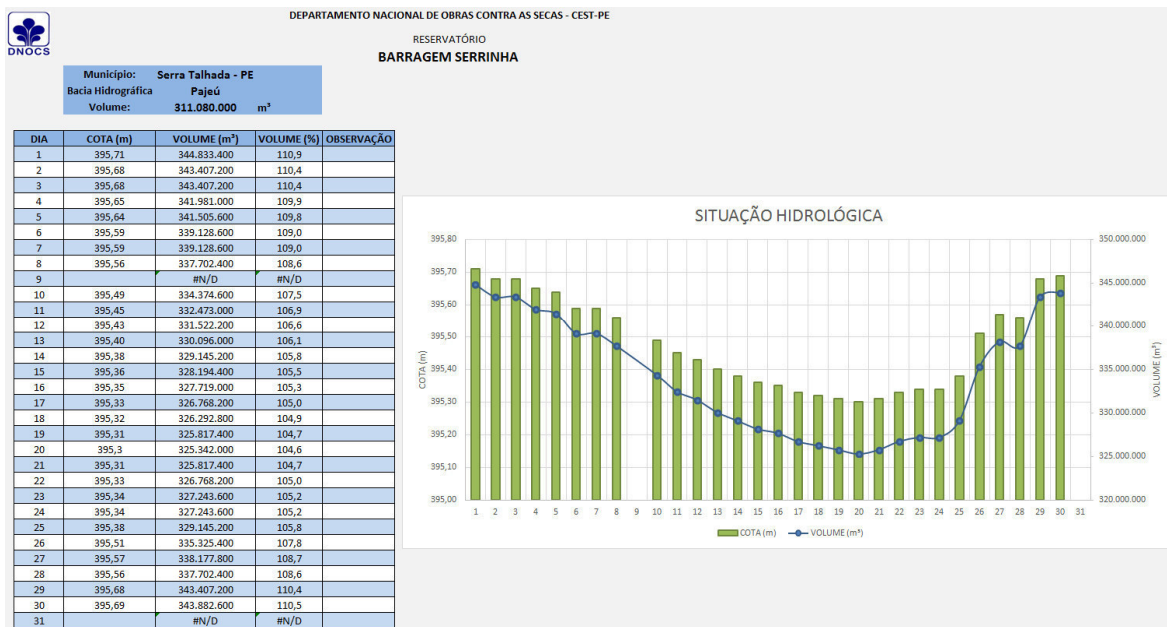 DEPARTAMENTO NACIONAL DE OBRAS CONTRA AS SECAS - CEST-PE
DNOCS
RESERVATÓRIO
BARRAGEM SERRINHA
Município: Serra Talhada - PE
Bacia Hidrográfica Pajeú
Volume: 311.080.000 m³
DIA COTA (m) VOLUME (m³) VOLUME (%) OBSERVAÇÃO
1 395,71 344.833.400 110,9
2 395,68 343.407.200 110,4
3 395,68 343.407.200 110,4
4 395,65 341.981.000 109,9
5 395,64 341.505.600 109,8
6 395,59 339.128.600 109,0
7 395,59 339.128.600 109,0
8 395,56 337.702.400 108,6
9 #N/D #N/D
10 395,49 334.374.600 107,5
11 395,45 332.473.000 106,9
12 395,43 331.522.200 106,6
13 395,40 330.096.000 106,1
14 395,38 329.145.200 105,8
15 395,36 328.194.400 105,5
16 395,35 327.719.000 105,3
17 395,33 326.768.200 105,0
18 395,32 326.292.800 104,9
19 395,31 325.817.400 104,7
20 395,3 325.342.000 104,6
21 395,31 325.817.400 104,7
22 395,33 326.768.200 105,0
23 395,34 327.243.600 105,2
24 395,34 327.243.600 105,2
25 395,38 329.145.200 105,8
26 395,51 335.325.400 107,8
27 395,57 338.177.800 108,7
28 395,56 337.702.400 108,6
29 395,68 343.407.200 110,4
30 395,69 343.882.600 110,5
31 #N/D #N/D
SITUAÇÃO HIDROLÓGICA
COTA (m)
395,80
395,70
395,60
395,50
395,40
395,30
395,20
395,10
395,00
350.000.000
345.000.000
340.000.000
335.000.000
330.000.000
325.000.000
320.000.000
VOLUME (m³)
1 2 3 4 5 6 7 8 9 10 11 12 13 14 15 16 17 18 19 20 21 22 23 24 25 26 27 28 29 30 31
COTA (m) VOLUME (m³)